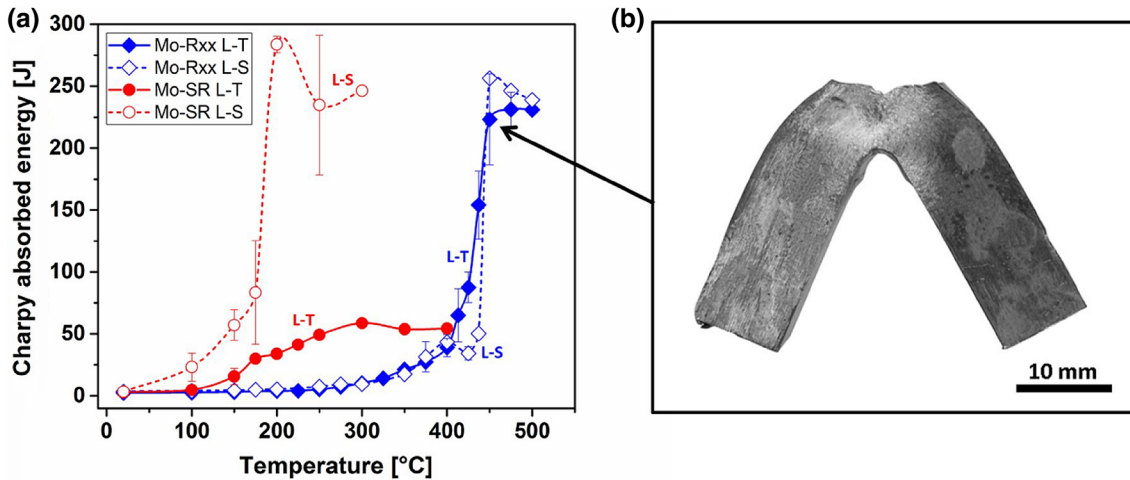 (a)
300
250
200
150
100
50
0
Charpy absorbed energy [J]
Mo-Rxx L-T
Mo-Rxx L-S
Mo-SR L-T
Mo-SR L-S
L-S
L-T
L-T
L-S
0 100 200 300 400 500
Temperature [°C]
(b)
10 mm